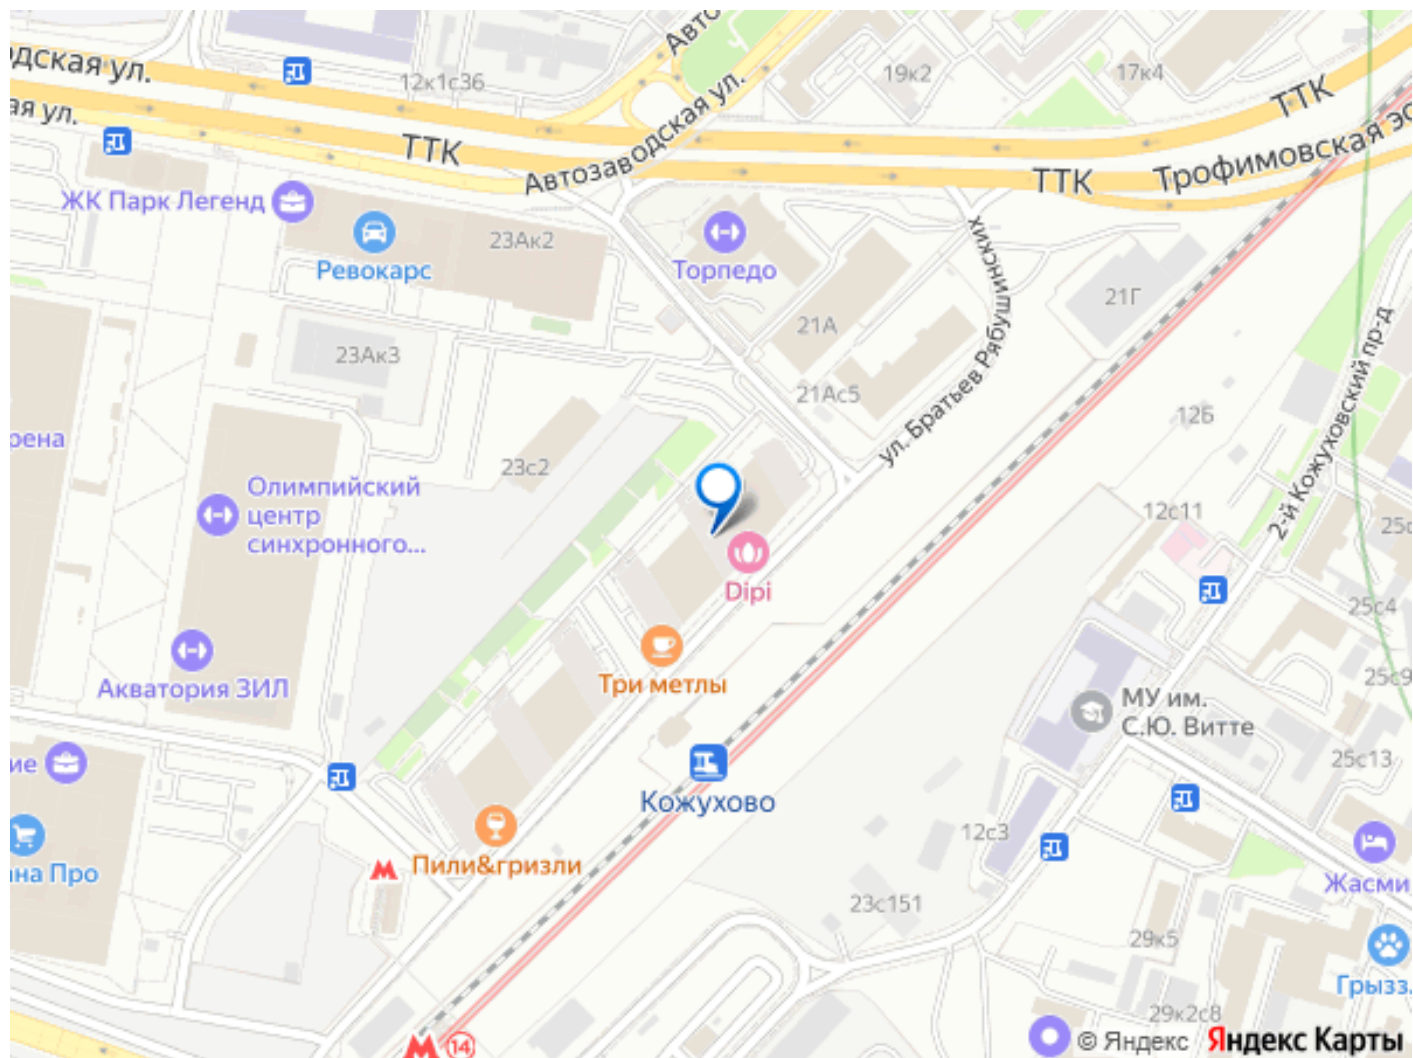 дская ул.
ая ул.
12к1с36
Авто
19к2
17к4
ТТК
ТТК
Автозаводская ул.
ТТК
Трофимовская эс
ЖК Парк Легенд
23Ак2
Ревокарс
Торпедо
ул. Братьев Рябушинских
21Г
21А
23Ак3
21Ас5
12Б
2-й Кожуховский пр-д
рена
23с2
Олимпийский
центр
синхронного...
12с11
25с
Dipi
25с4
Три метлы
Акватория ЗИЛ
25с9
МУ им.
С.Ю. Витте
ие
25с13
Кожухово
12с3
Пили&гризли
на Про
Жасми
23с151
29к5
Грызз.
29к2с8
14
© Яндекс Яндекс Карты